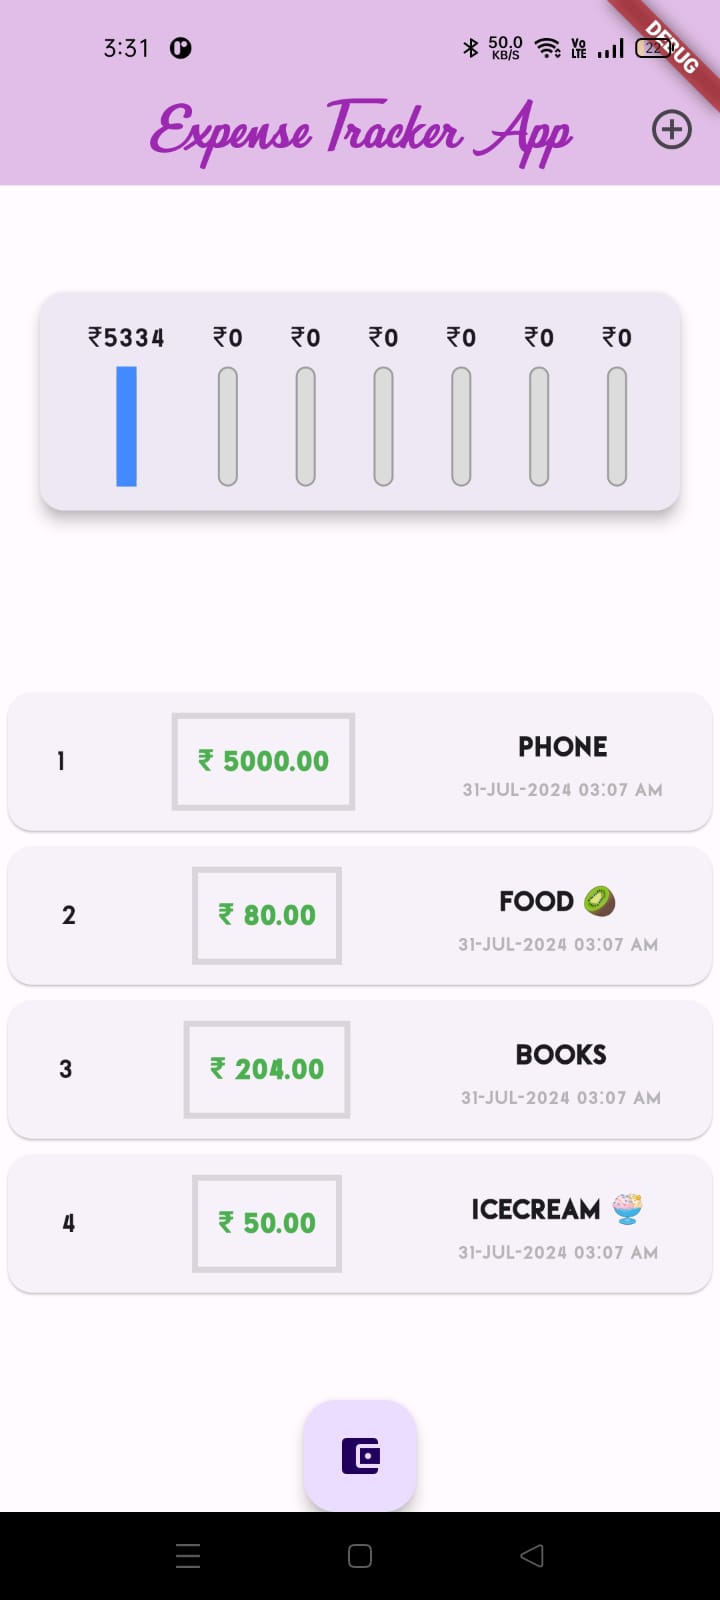 3:31 50.0 KB/S Vo LTE 22
DEBUG
Expense Tracker App
₹5334 ₹0 ₹0 ₹0 ₹0 ₹0 ₹0
1 ₹ 5000.00 PHONE
31-JUL-2024 03:07 AM
2 ₹ 80.00 FOOD 🥝
31-JUL-2024 03:07 AM
3 ₹ 204.00 BOOKS
31-JUL-2024 03:07 AM
4 ₹ 50.00 ICECREAM 🍨
31-JUL-2024 03:07 AM